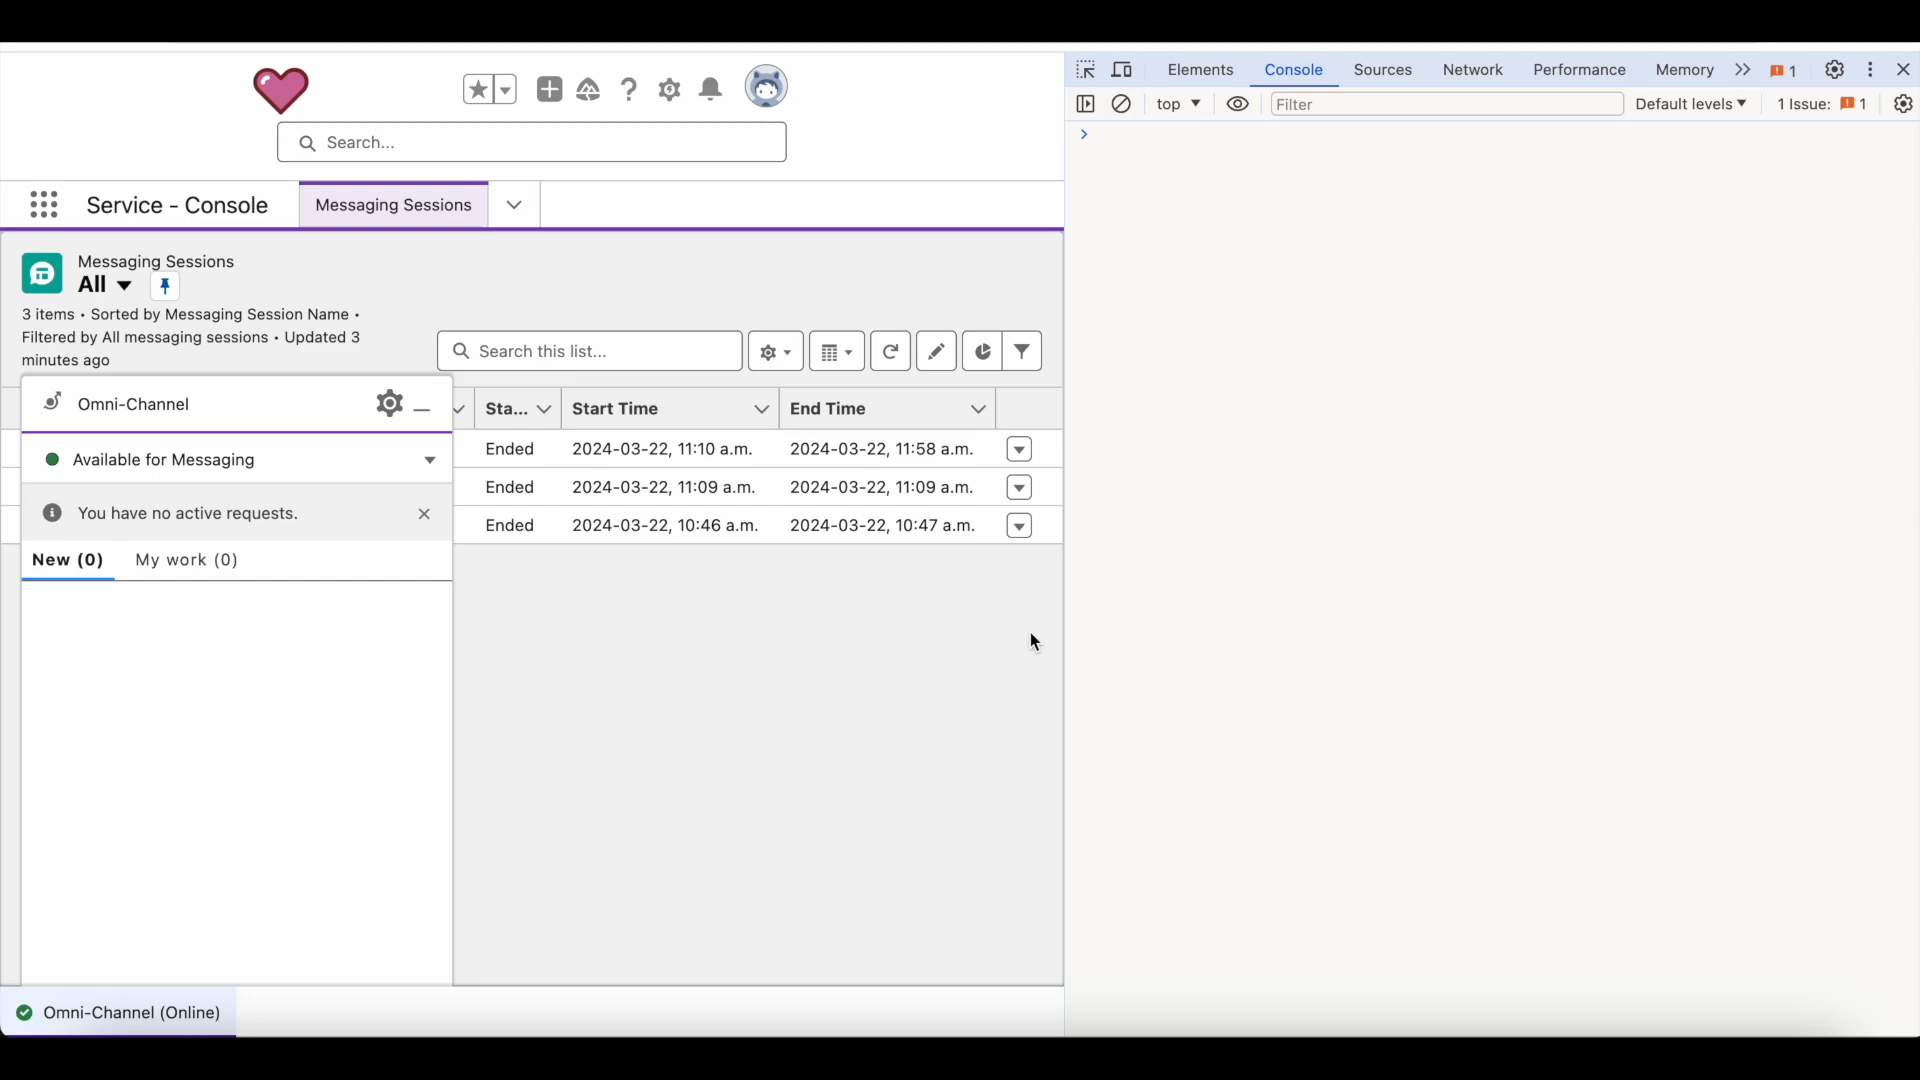 Search...
Service - Console
Messaging Sessions
Messaging Sessions
All
3 items • Sorted by Messaging Session Name •
Filtered by All messaging sessions • Updated 3
minutes ago
Search this list...
Omni-Channel
Available for Messaging
You have no active requests.
New (0) My work (0)
Sta... Start Time End Time
Ended 2024-03-22, 11:10 a.m. 2024-03-22, 11:58 a.m.
Ended 2024-03-22, 11:09 a.m. 2024-03-22, 11:09 a.m.
Ended 2024-03-22, 10:46 a.m. 2024-03-22, 10:47 a.m.
Omni-Channel (Online)
Elements Console Sources Network Performance Memory 1
top Filter Default levels 1 Issue: 1